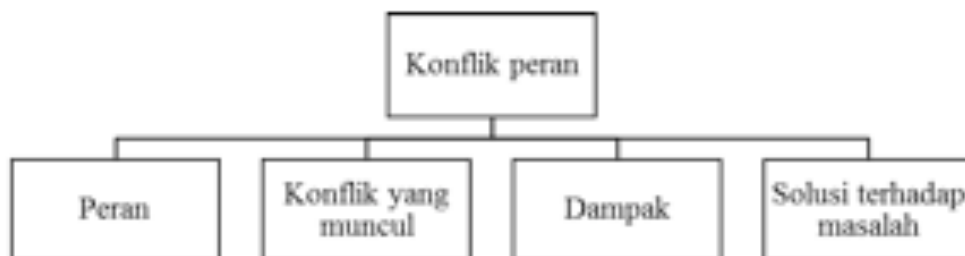 Konflik peran
Peran
Konflik yang
muncul
Dampak
Solusi terhadap
masalah